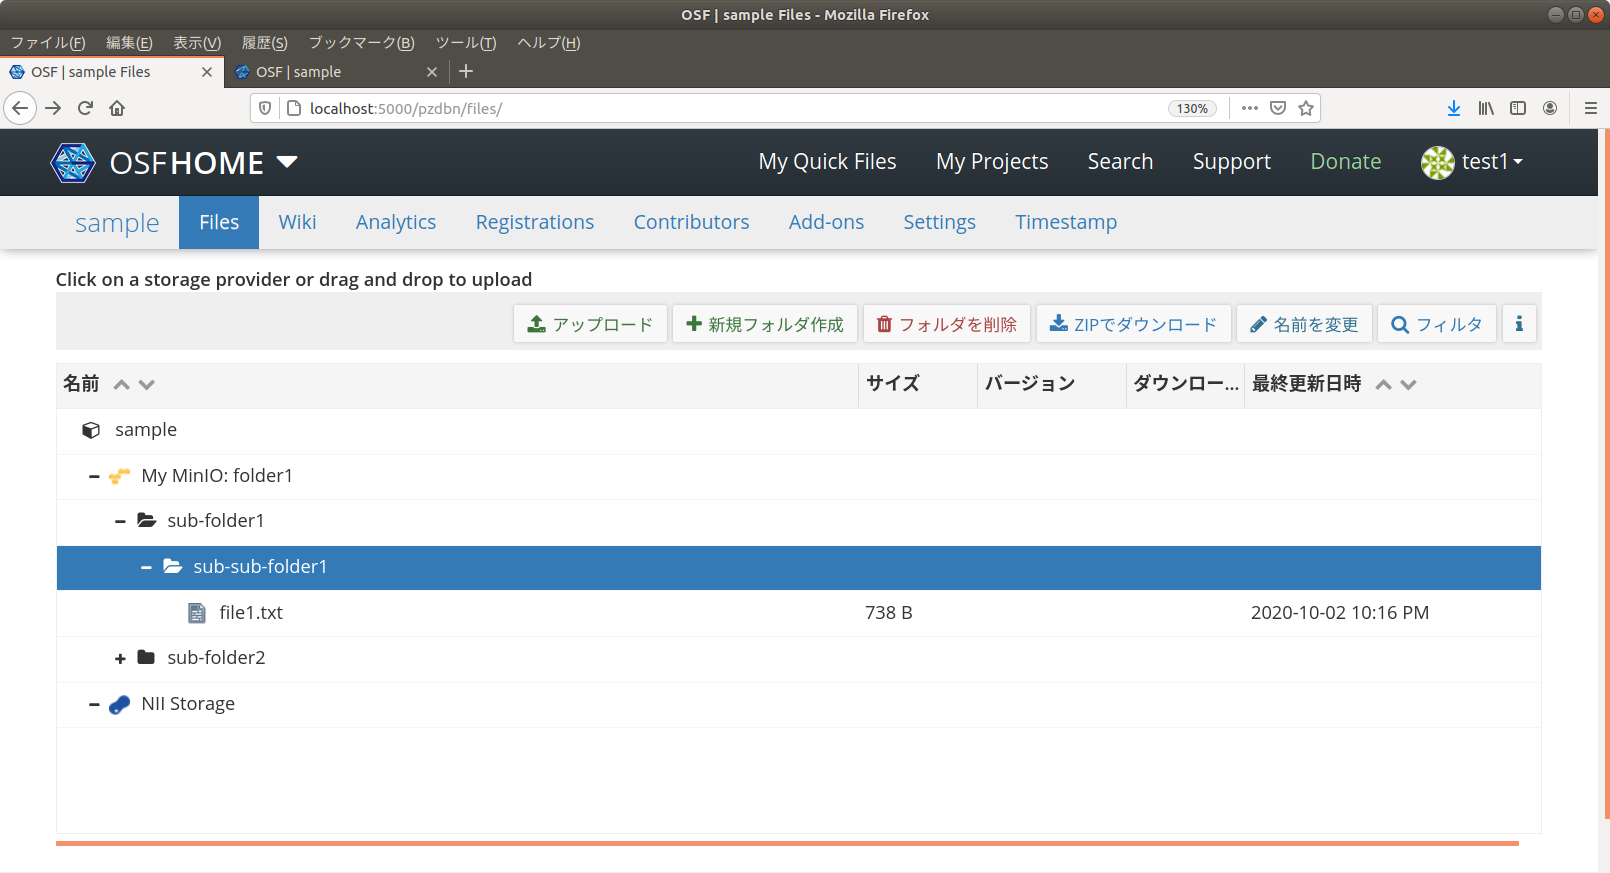 OSF | sample Files - Mozilla Firefox
ファイル(F) 編集(E) 表示(V) 履歴(S) ブックマーク(B) ツール(T) ヘルプ(H)
OSF | sample Files OSF | sample
localhost:5000/pzdbn/files/ 130%
OSFHOME My Quick Files My Projects Search Support Donate test1
sample Files Wiki Analytics Registrations Contributors Add-ons Settings Timestamp
Click on a storage provider or drag and drop to upload
アップロード 新規フォルダ作成 フォルダを削除 ZIPでダウンロード 名前を変更 フィルタ
名前 サイズ バージョン ダウンロー... 最終更新日時
sample
My MinIO: folder1
sub-folder1
sub-sub-folder1
file1.txt 738 B 2020-10-02 10:16 PM
sub-folder2
NII Storage